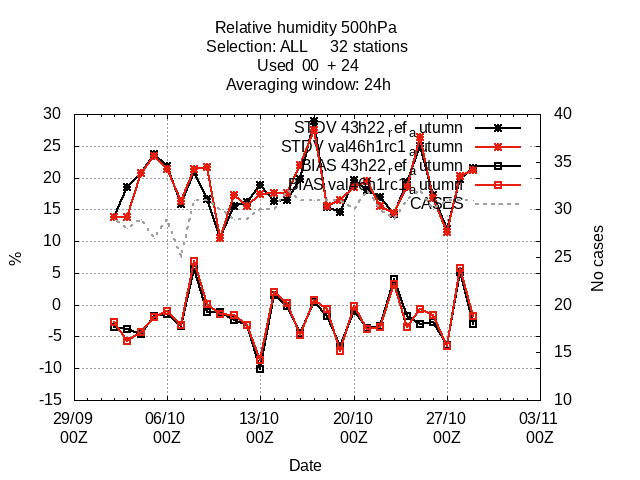 Relative humidity 500hPa
Selection: ALL 32 stations
Used 00 + 24
Averaging window: 24h
STDV 43h22_ref_autumn
STDV val46h1rc1_autumn
BIAS 43h22_ref_autumn
BIAS val46h1rc1_autumn
CASES
30
25
20
15
10
5
0
-5
-10
-15
%
40
35
30
25
20
15
10
No cases
29/09 06/10 13/10 20/10 27/10 03/11
00Z 00Z 00Z 00Z 00Z 00Z
Date